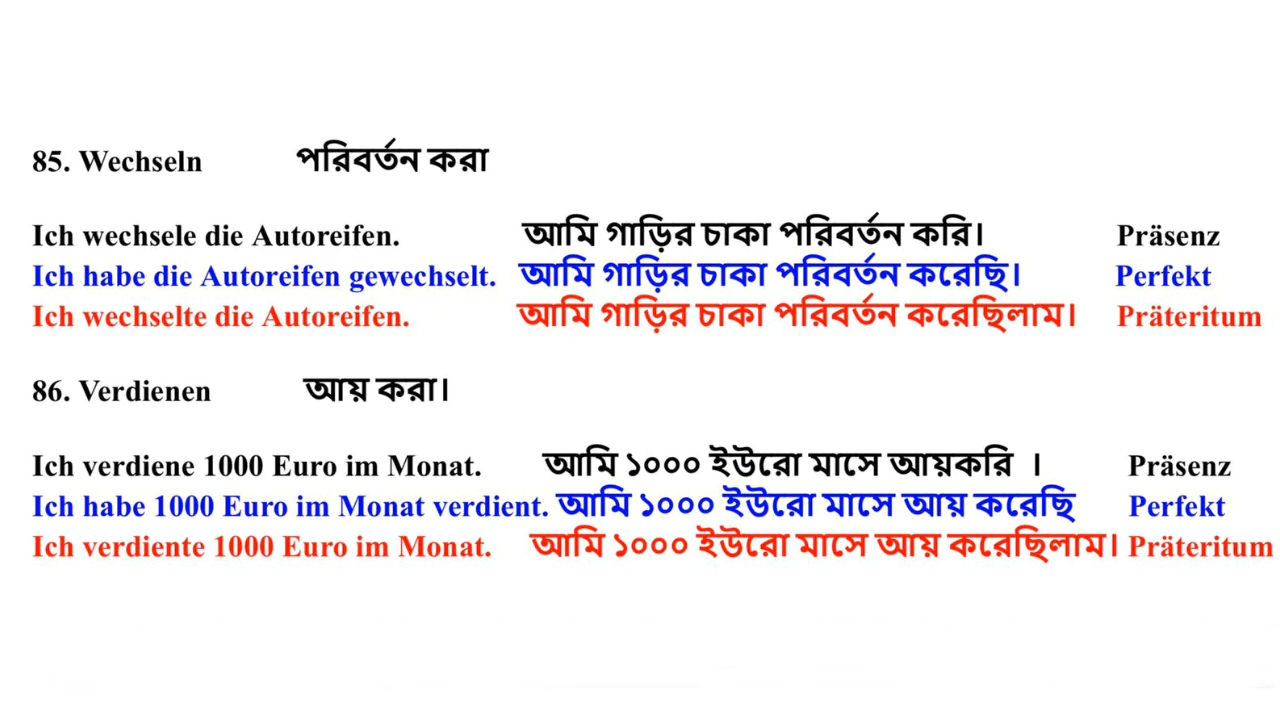 85. Wechseln পরিবর্তন করা
Ich wechsele die Autoreifen. আমি গাড়ির চাকা পরিবর্তন করি। Präsenz
Ich habe die Autoreifen gewechselt. আমি গাড়ির চাকা পরিবর্তন করেছি। Perfekt
Ich wechselte die Autoreifen. আমি গাড়ির চাকা পরিবর্তন করেছিলাম। Präteritum
86. Verdienen আয় করা।
Ich verdiene 1000 Euro im Monat. আমি ১০০০ ইউরো মাসে আয়করি । Präsenz
Ich habe 1000 Euro im Monat verdient. আমি ১০০০ ইউরো মাসে আয় করেছি Perfekt
Ich verdiente 1000 Euro im Monat. আমি ১০০০ ইউরো মাসে আয় করেছিলাম। Präteritum